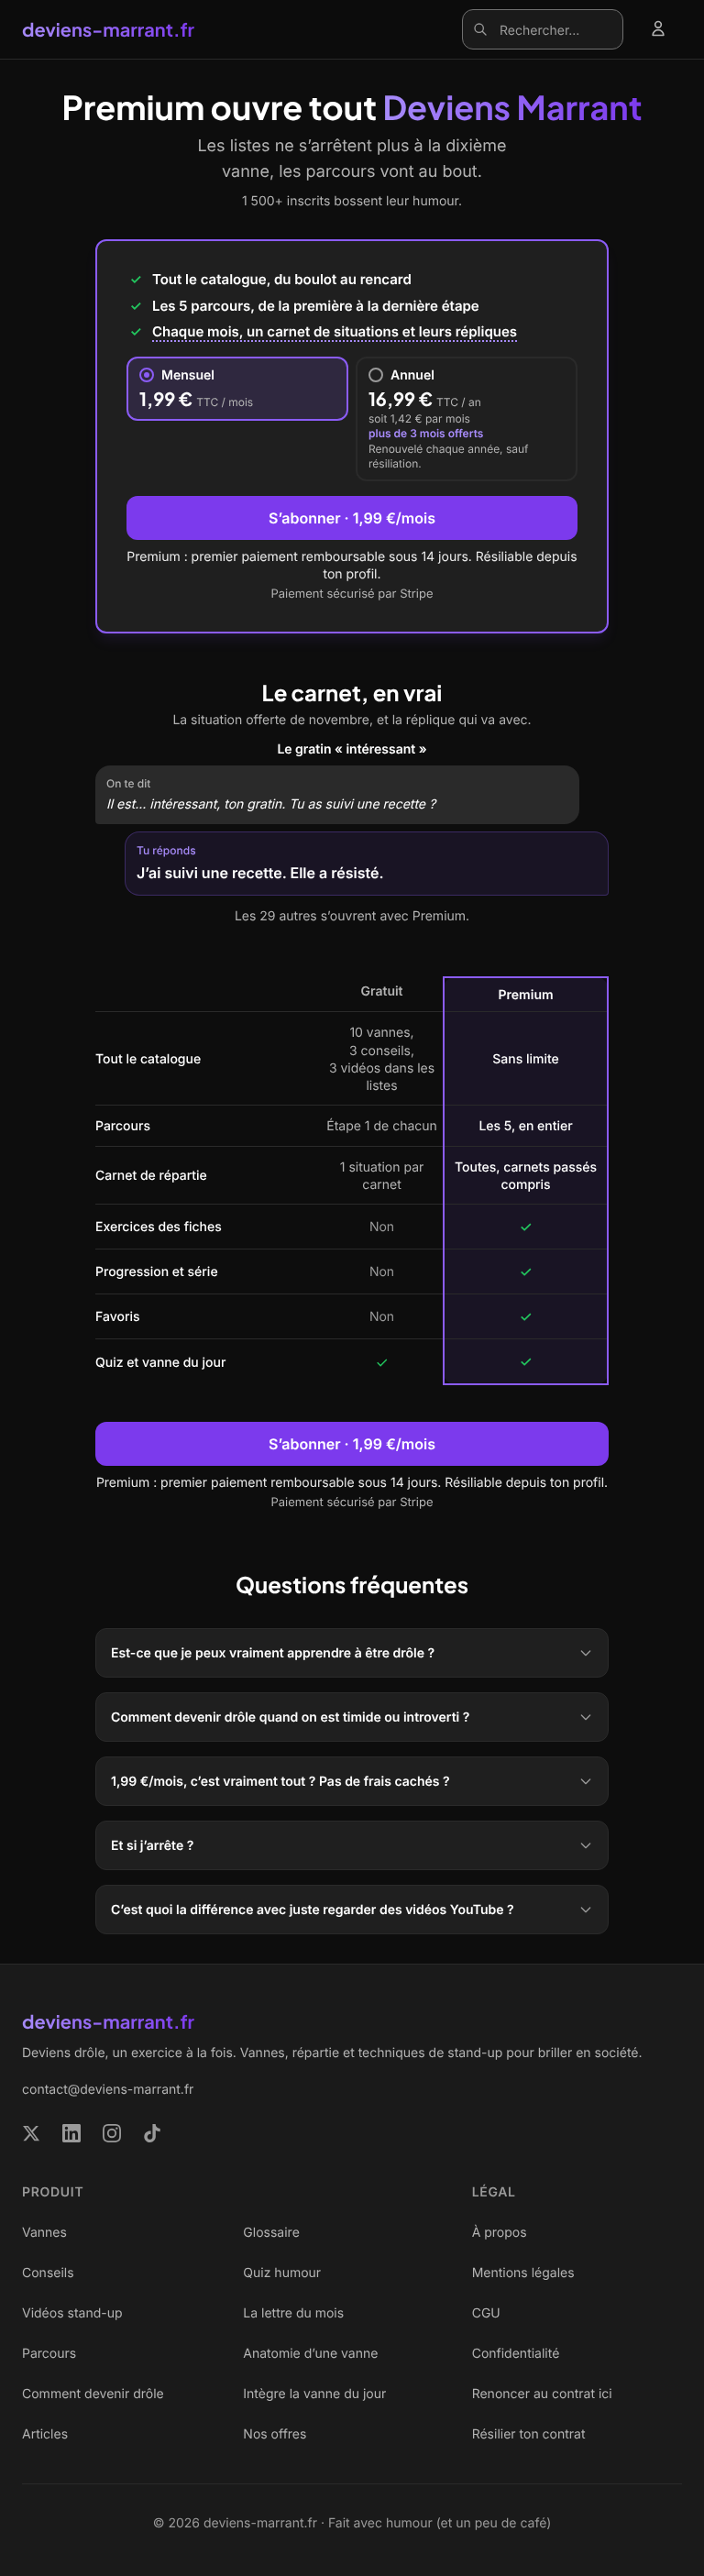 deviens-marrant.fr
Rechercher...
Premium ouvre tout Deviens Marrant
Les listes ne s’arrêtent plus à la dixième
vanne, les parcours vont au bout.
1 500+ inscrits bossent leur humour.
Tout le catalogue, du boulot au rencard
Les 5 parcours, de la première à la dernière étape
Chaque mois, un carnet de situations et leurs répliques
Mensuel
1,99 € TTC / mois
Annuel
16,99 € TTC / an
soit 1,42 € par mois
plus de 3 mois offerts
Renouvelé chaque année, sauf
résiliation.
S’abonner · 1,99 €/mois
Premium : premier paiement remboursable sous 14 jours. Résiliable depuis
ton profil.
Paiement sécurisé par Stripe
Le carnet, en vrai
La situation offerte de novembre, et la réplique qui va avec.
Le gratin « intéressant »
On te dit
Il est… intéressant, ton gratin. Tu as suivi une recette ?
Tu réponds
J’ai suivi une recette. Elle a résisté.
Les 29 autres s’ouvrent avec Premium.
Gratuit
Premium
Tout le catalogue
10 vannes,
3 conseils,
3 vidéos dans les
listes
Sans limite
Parcours
Étape 1 de chacun
Les 5, en entier
Carnet de répartie
1 situation par
carnet
Toutes, carnets passés
compris
Exercices des fiches
Non
✓
Progression et série
Non
✓
Favoris
Non
✓
Quiz et vanne du jour
✓
✓
S’abonner · 1,99 €/mois
Premium : premier paiement remboursable sous 14 jours. Résiliable depuis ton profil.
Paiement sécurisé par Stripe
Questions fréquentes
Est-ce que je peux vraiment apprendre à être drôle ?
Comment devenir drôle quand on est timide ou introverti ?
1,99 €/mois, c’est vraiment tout ? Pas de frais cachés ?
Et si j’arrête ?
C’est quoi la différence avec juste regarder des vidéos YouTube ?
deviens-marrant.fr
Deviens drôle, un exercice à la fois. Vannes, répartie et techniques de stand-up pour briller en société.
contact@deviens-marrant.fr
PRODUIT
Vannes
Conseils
Vidéos stand-up
Parcours
Comment devenir drôle
Articles
Glossaire
Quiz humour
La lettre du mois
Anatomie d’une vanne
Intègre la vanne du jour
Nos offres
LÉGAL
À propos
Mentions légales
CGU
Confidentialité
Renoncer au contrat ici
Résilier ton contrat
© 2026 deviens-marrant.fr · Fait avec humour (et un peu de café)